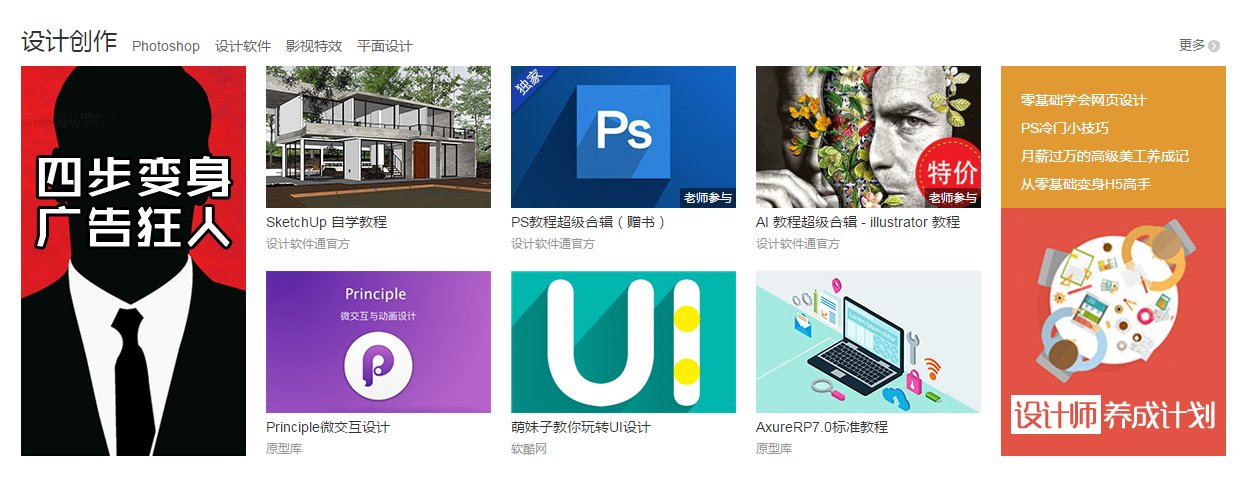 设计创作 Photoshop 设计软件 影视特效 平面设计
更多
四步变身
广告狂人
SketchUp 自学教程
设计软件通官方
独家
Ps
老师参与
PS教程超级合辑（赠书）
设计软件通官方
特价
老师参与
AI 教程超级合辑 - illustrator 教程
设计软件通官方
Principle
微交互与动画设计
Principle微交互设计
原型库
UI
萌妹子教你玩转UI设计
软酷网
AxureRP7.0标准教程
原型库
零基础学会网页设计
PS冷门小技巧
月薪过万的高级美工养成记
从零基础变身H5高手
设计师养成计划